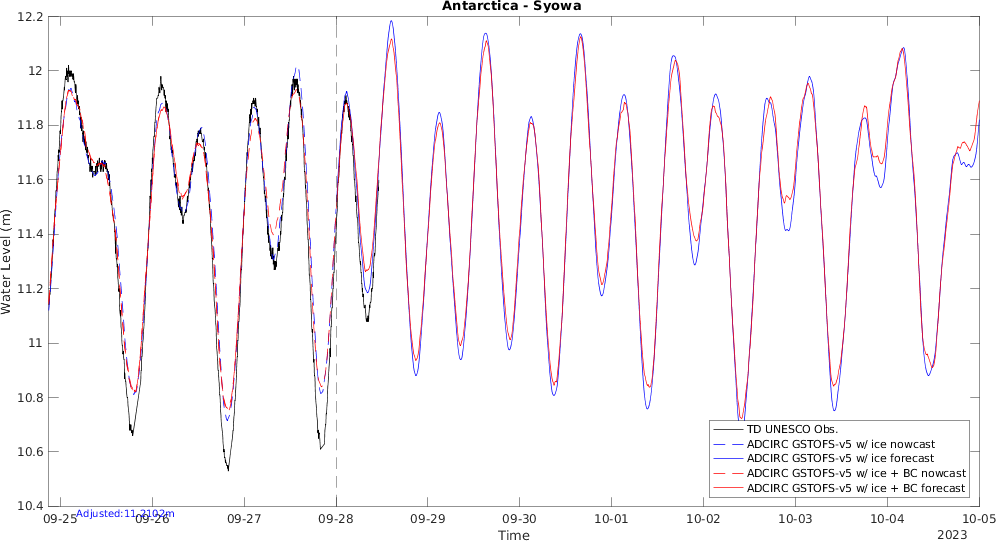 Antarctica - Syowa
Water Level (m)
12.2
12
11.8
11.6
11.4
11.2
11
10.8
10.6
10.4
TD UNESCO Obs.
ADCIRC GSTOFS-v5 w/ ice nowcast
ADCIRC GSTOFS-v5 w/ ice forecast
ADCIRC GSTOFS-v5 w/ ice + BC nowcast
ADCIRC GSTOFS-v5 w/ ice + BC forecast
Adjusted:11.2102m
09-25 09-26 09-27 09-28 09-29 09-30 10-01 10-02 10-03 10-04 10-05
Time
2023